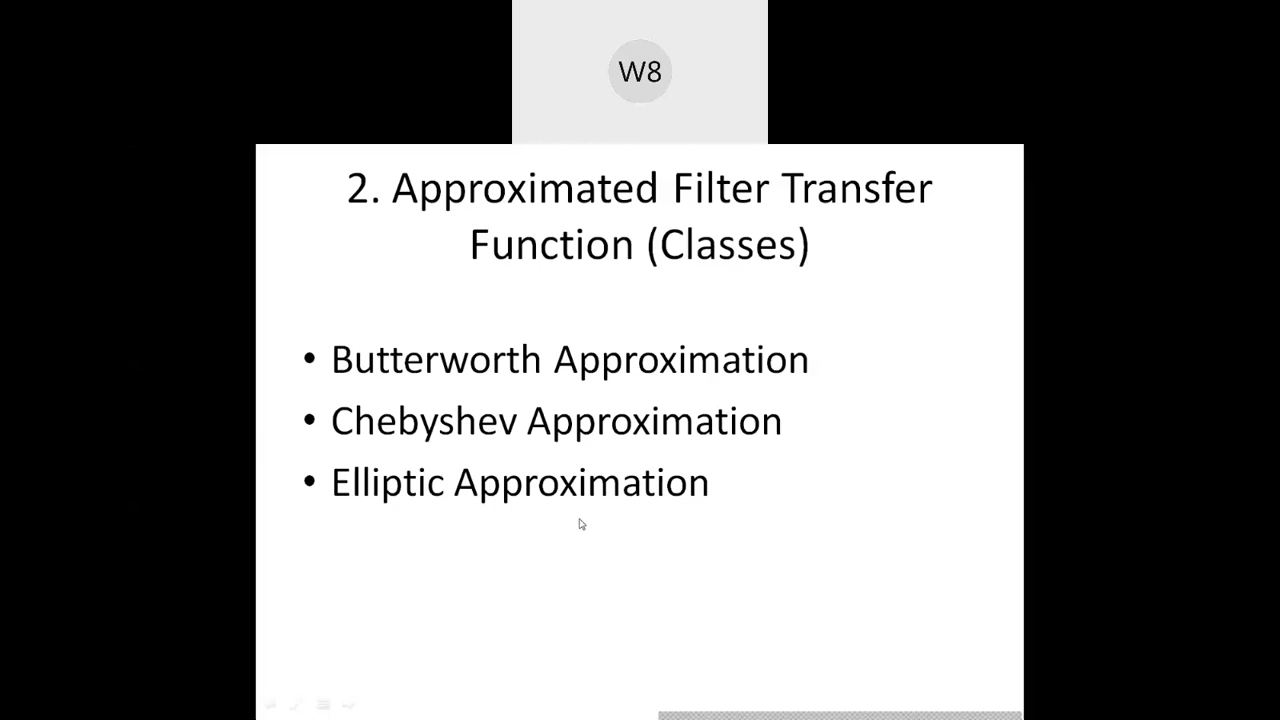 W8
2. Approximated Filter Transfer
Function (Classes)
• Butterworth Approximation
• Chebyshev Approximation
• Elliptic Approximation